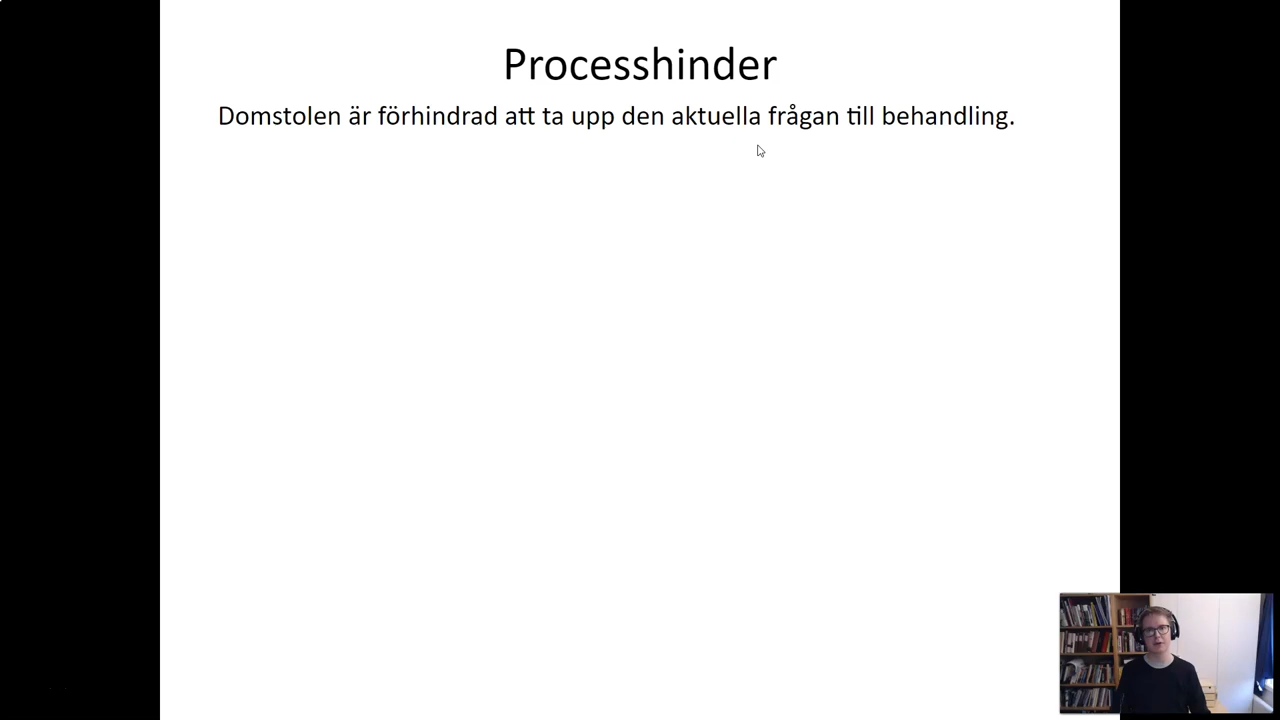 Processhinder
Domstolen är förhindrad att ta upp den aktuella frågan till behandling.